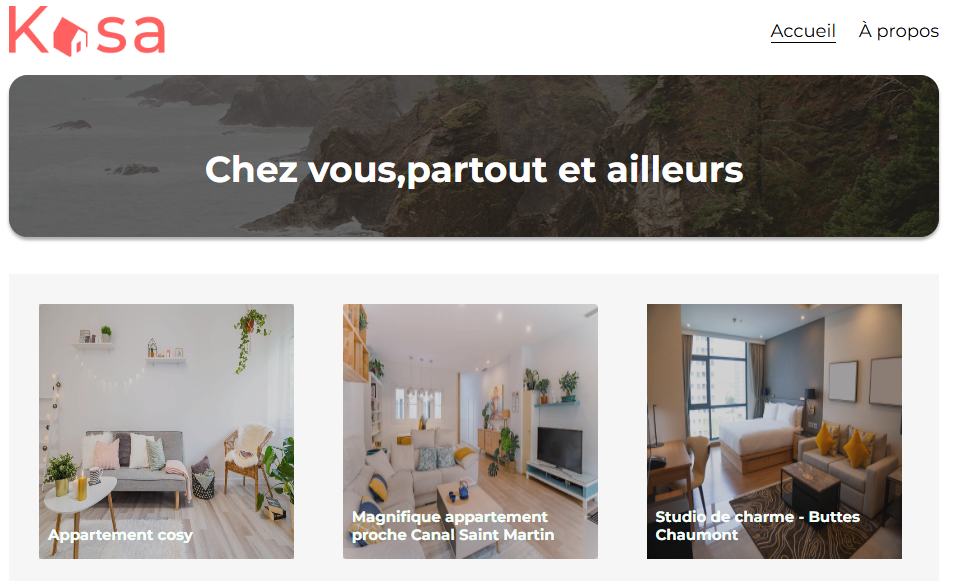 Kasa
Accueil
À propos
Chez vous,partout et ailleurs
Appartement cosy
Magnifique appartement
proche Canal Saint Martin
Studio de charme - Buttes
Chaumont